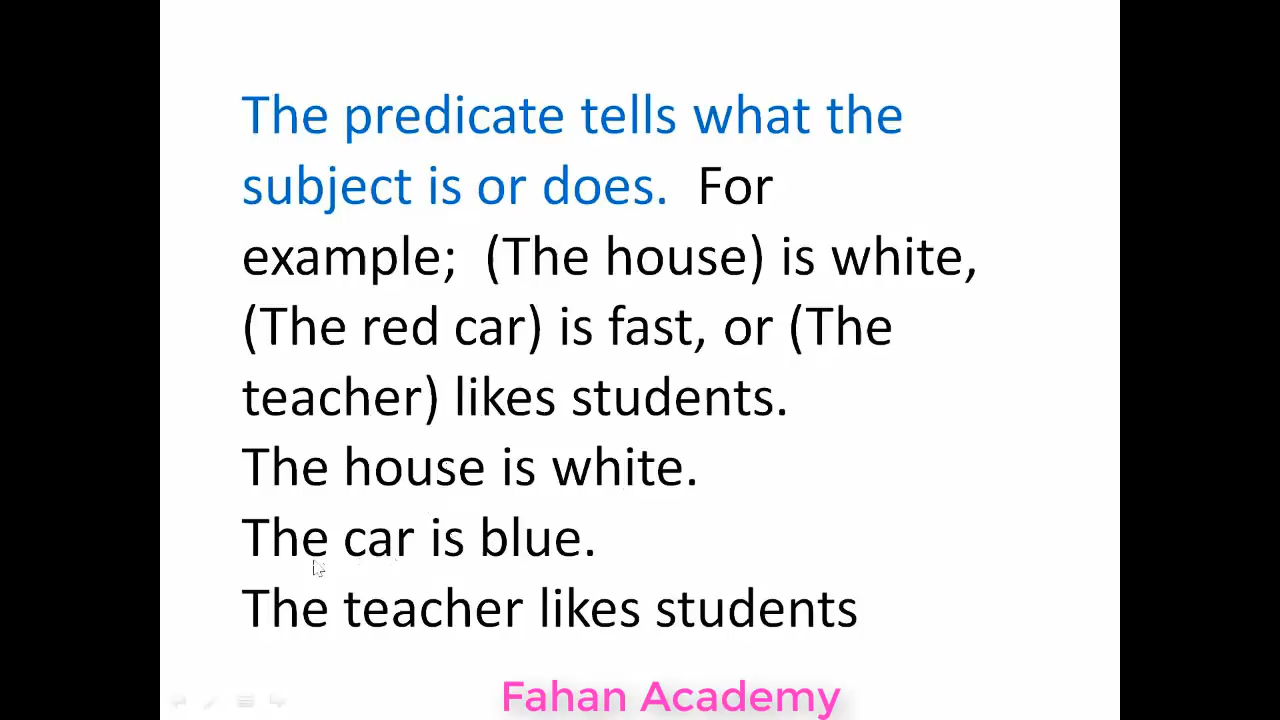 The predicate tells what the
subject is or does.  For
example;  (The house) is white,
(The red car) is fast, or (The
teacher) likes students.
The house is white.
The car is blue.
The teacher likes students
Fahan Academy